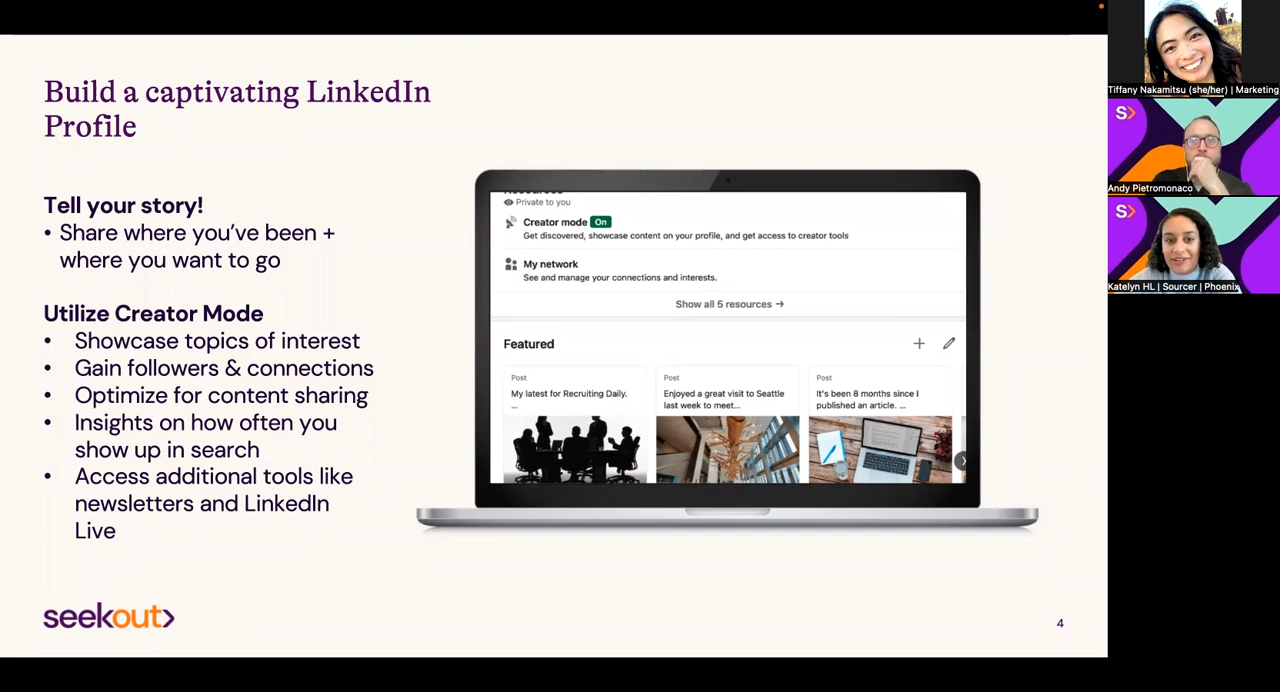 Build a captivating LinkedIn
Profile
Tell your story!
• Share where you’ve been +
where you want to go
Utilize Creator Mode
• Showcase topics of interest
• Gain followers & connections
• Optimize for content sharing
• Insights on how often you
show up in search
• Access additional tools like
newsletters and LinkedIn
Live
seekout
4
Resources
Private to you
Creator mode On
Get discovered, showcase content on your profile, and get access to creator tools
My network
See and manage your connections and interests.
Show all 5 resources →
Featured
Post
My latest for Recruiting Daily.
...
Post
Enjoyed a great visit to Seattle
last week to meet...
Post
It's been 8 months since I
published an article. ...
Tiffany Nakamitsu (she/her) | Marketing
S
Andy Pietromonaco
S
Katelyn HL | Sourcer | Phoenix